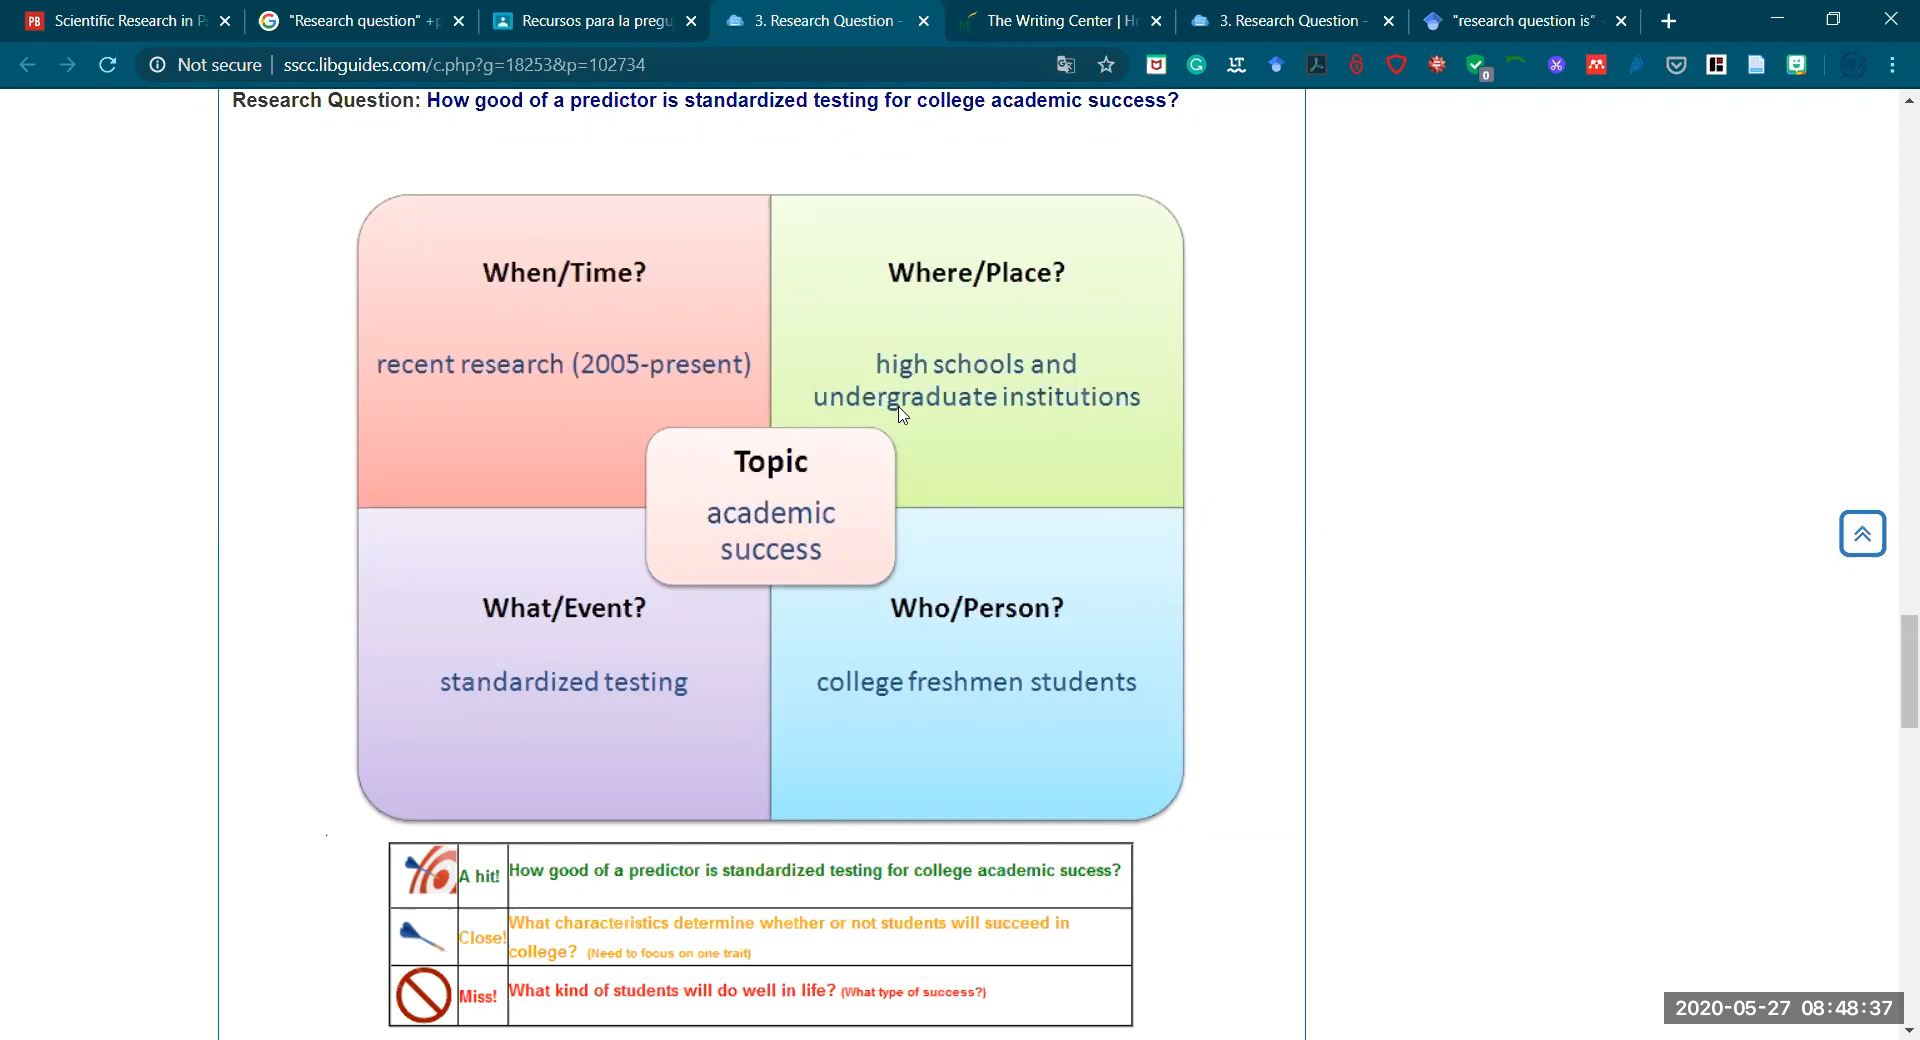 Scientific Research in P
"Research question" +p
Recursos para la pregu
3. Research Question -
The Writing Center | H
3. Research Question -
"research question is"
Not secure | sscc.libguides.com/c.php?g=18253&p=102734
0
Research Question: How good of a predictor is standardized testing for college academic success?
When/Time?
recent research (2005-present)
Where/Place?
high schools and
undergraduate institutions
Topic
academic
success
What/Event?
standardized testing
Who/Person?
college freshmen students
A hit! How good of a predictor is standardized testing for college academic sucess?
Close! What characteristics determine whether or not students will succeed in
college? (Need to focus on one trait)
Miss! What kind of students will do well in life? (What type of success?)
2020-05-27 08:48:37